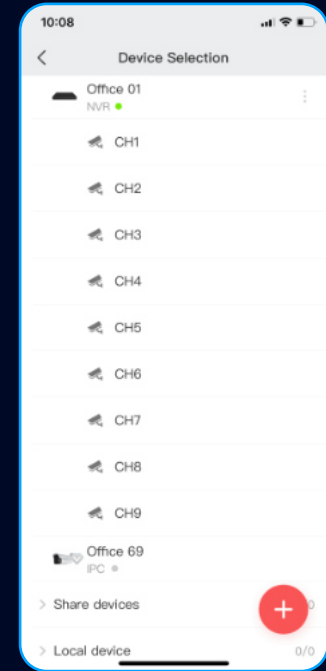 10:08
Device Selection
Office 01
NVR
CH1
CH2
CH3
CH4
CH5
CH6
CH7
CH8
CH9
Office 69
IPC
Share devices
Local device 0/0